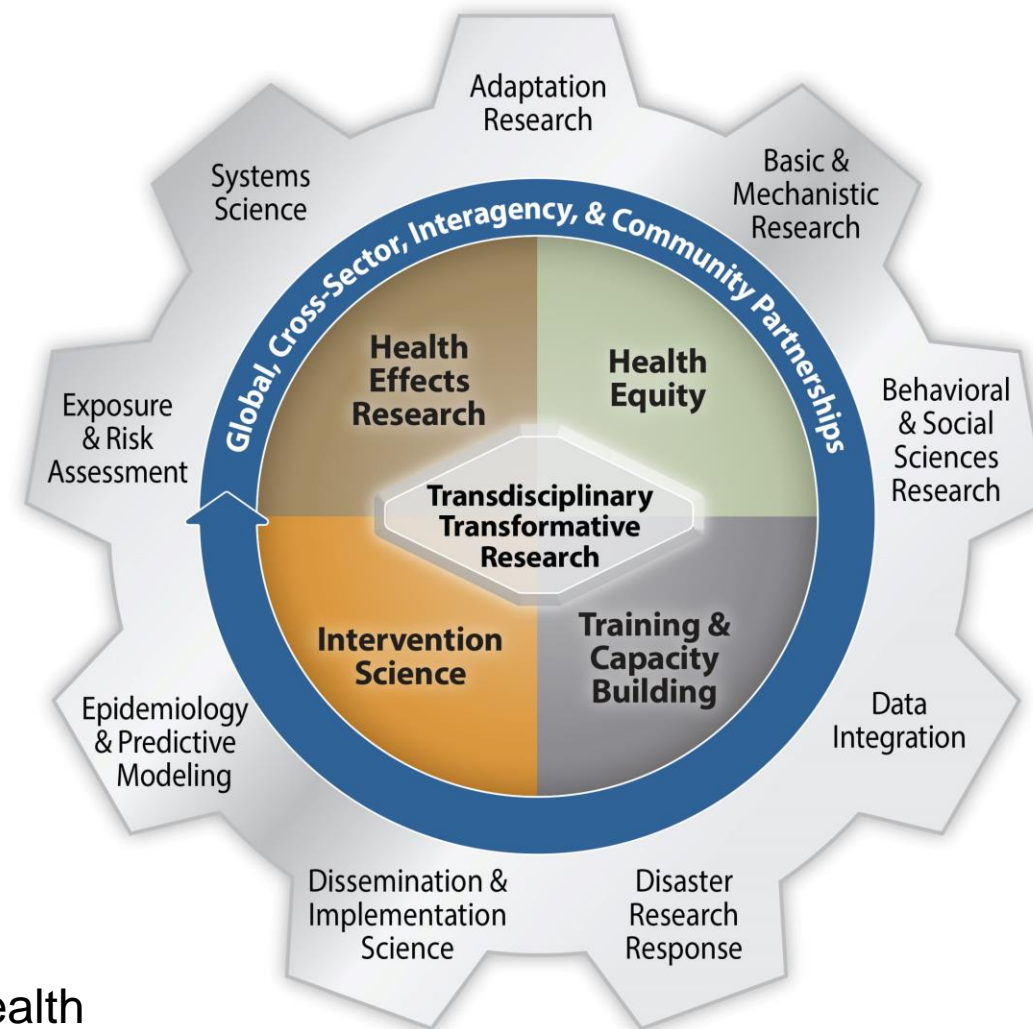 Adaptation
Research
Basic &
Mechanistic
Research
Behavioral
& Social
Sciences
Research
Data
Integration
Disaster
Research
Response
Dissemination &
Implementation
Science
Epidemiology
& Predictive
Modeling
Exposure
& Risk
Assessment
Systems
Science
Global, Cross-Sector, Interagency, & Community Partnerships
Health
Effects
Research
Health
Equity
Transdisciplinary
Transformative
Research
Intervention
Science
Training &
Capacity
Building
ealth